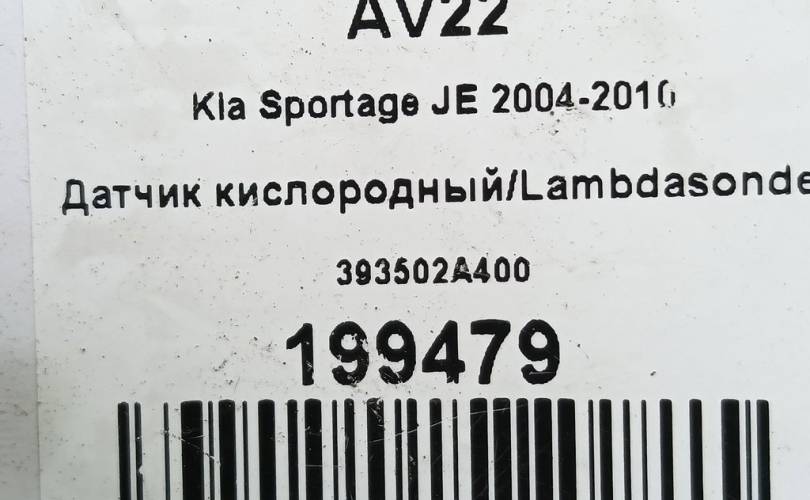 AV22
Kia Sportage JE 2004-2010
Датчик кислородный/Lambdasonde
393502A400
199479